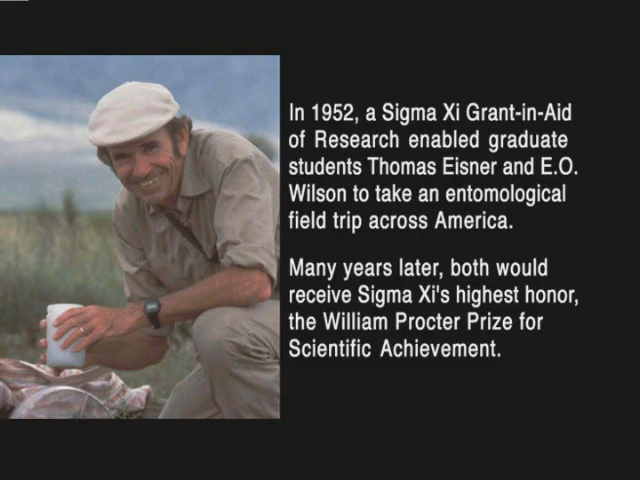 In 1952, a Sigma Xi Grant-in-Aid
of Research enabled graduate
students Thomas Eisner and E.O.
Wilson to take an entomological
field trip across America.
Many years later, both would
receive Sigma Xi's highest honor,
the William Procter Prize for
Scientific Achievement.